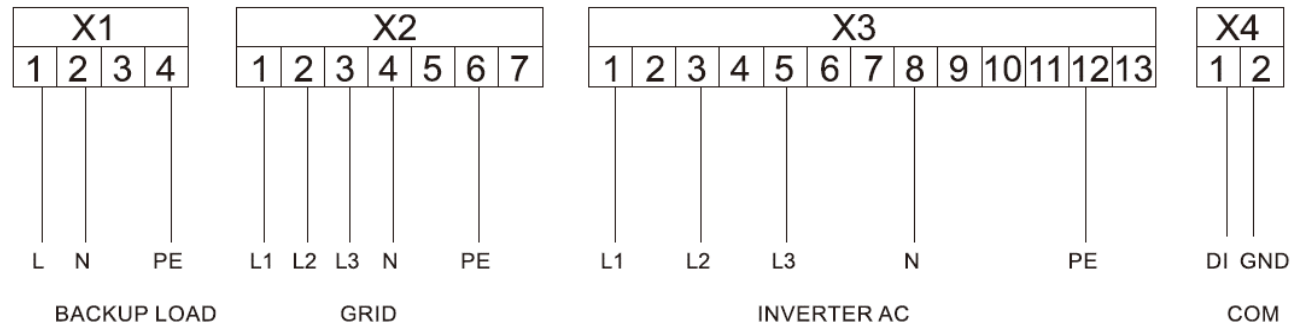 X1 X2 X3 X4
1 2 3 4 1 2 3 4 5 6 7 1 2 3 4 5 6 7 8 9 10 11 12 13 1 2
L N PE L1 L2 L3 N PE L1 L2 L3 N PE DI GND
BACKUP LOAD GRID INVERTER AC COM